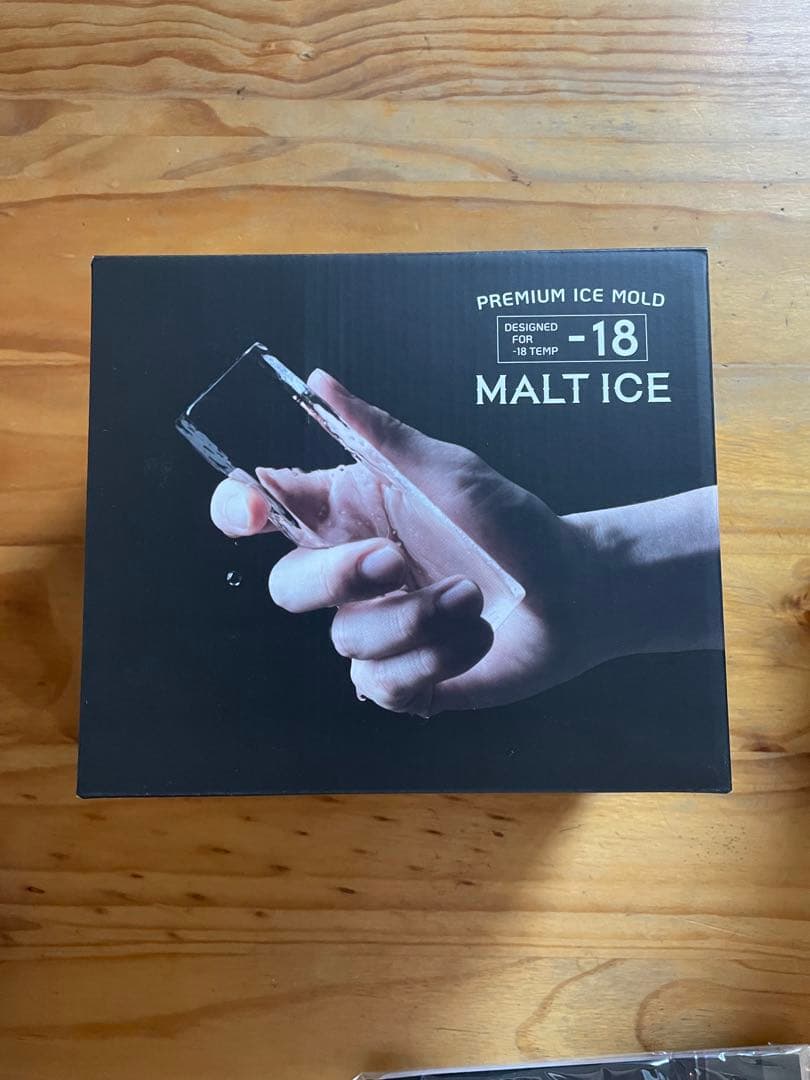 PREMIUM ICE MOLD
DESIGNED
FOR
-18 TEMP
-18
MALT ICE